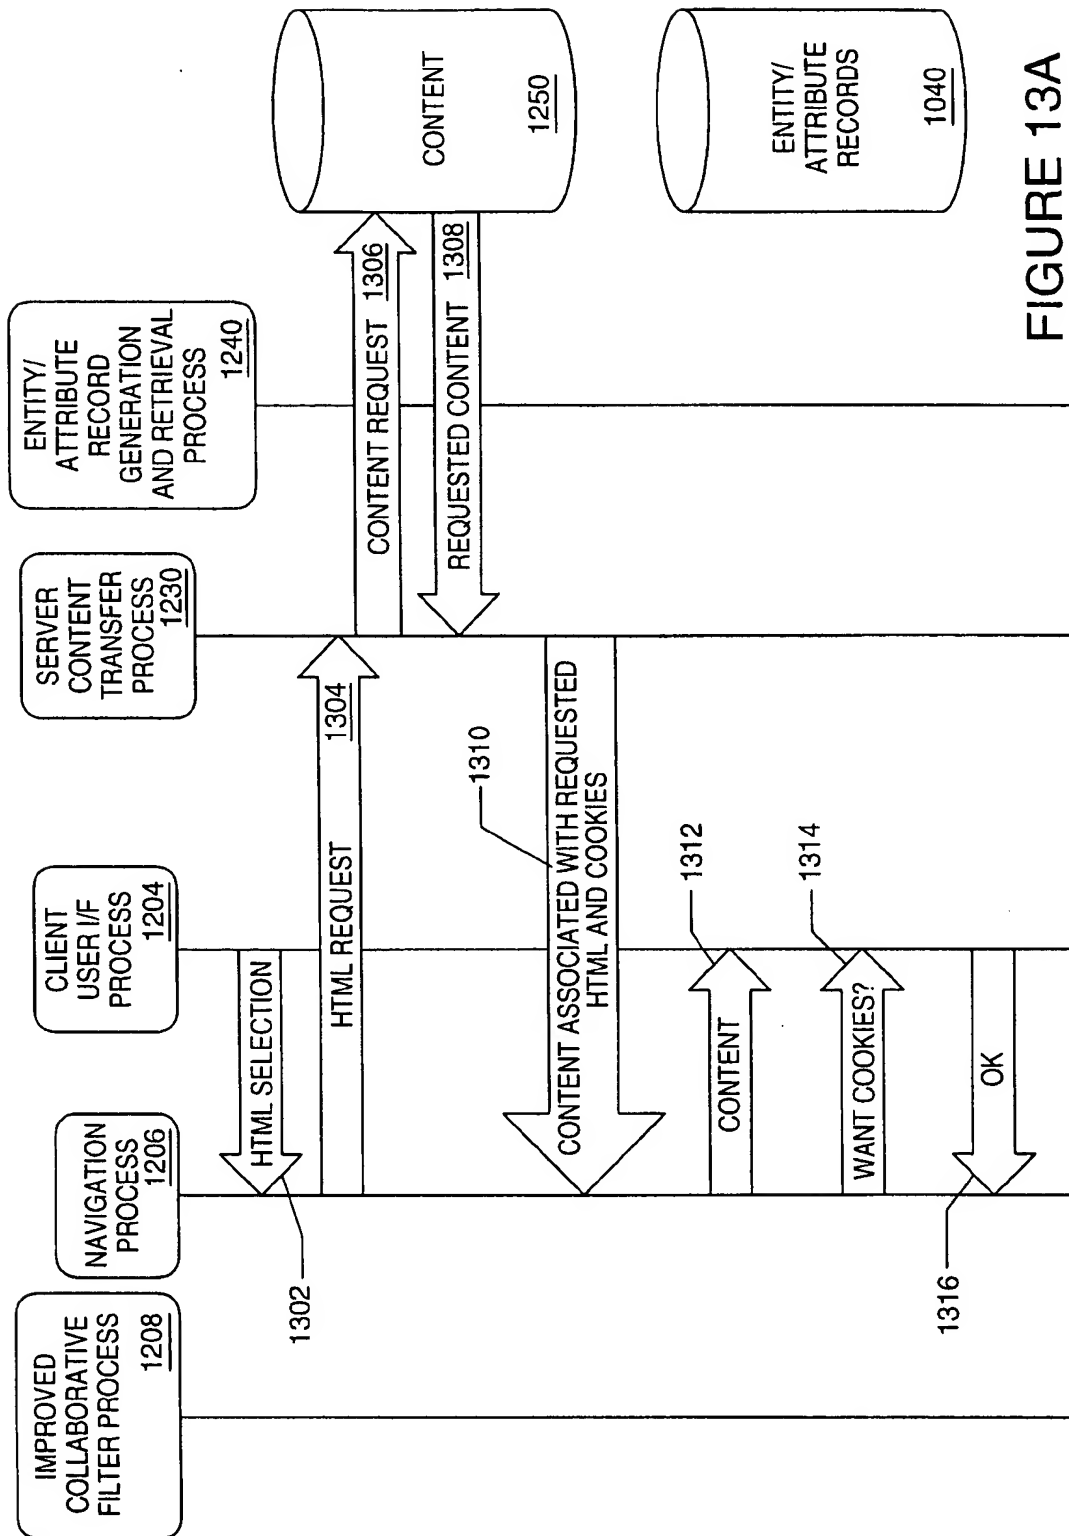 IMPROVED
COLLABORATIVE
FILTER PROCESS
1208
NAVIGATION
PROCESS
1206
CLIENT
USER I/F
PROCESS
1204
SERVER
CONTENT
TRANSFER
PROCESS
1230
ENTITY/
ATTRIBUTE
RECORD
GENERATION
AND RETRIEVAL
PROCESS
1240
HTML SELECTION
1302
HTML REQUEST 1304
CONTENT REQUEST 1306
CONTENT
1250
REQUESTED CONTENT 1308
1310
CONTENT ASSOCIATED WITH REQUESTED
HTML AND COOKIES
CONTENT
1312
WANT COOKIES?
1314
OK
1316
ENTITY/
ATTRIBUTE
RECORDS
1040
FIGURE 13A